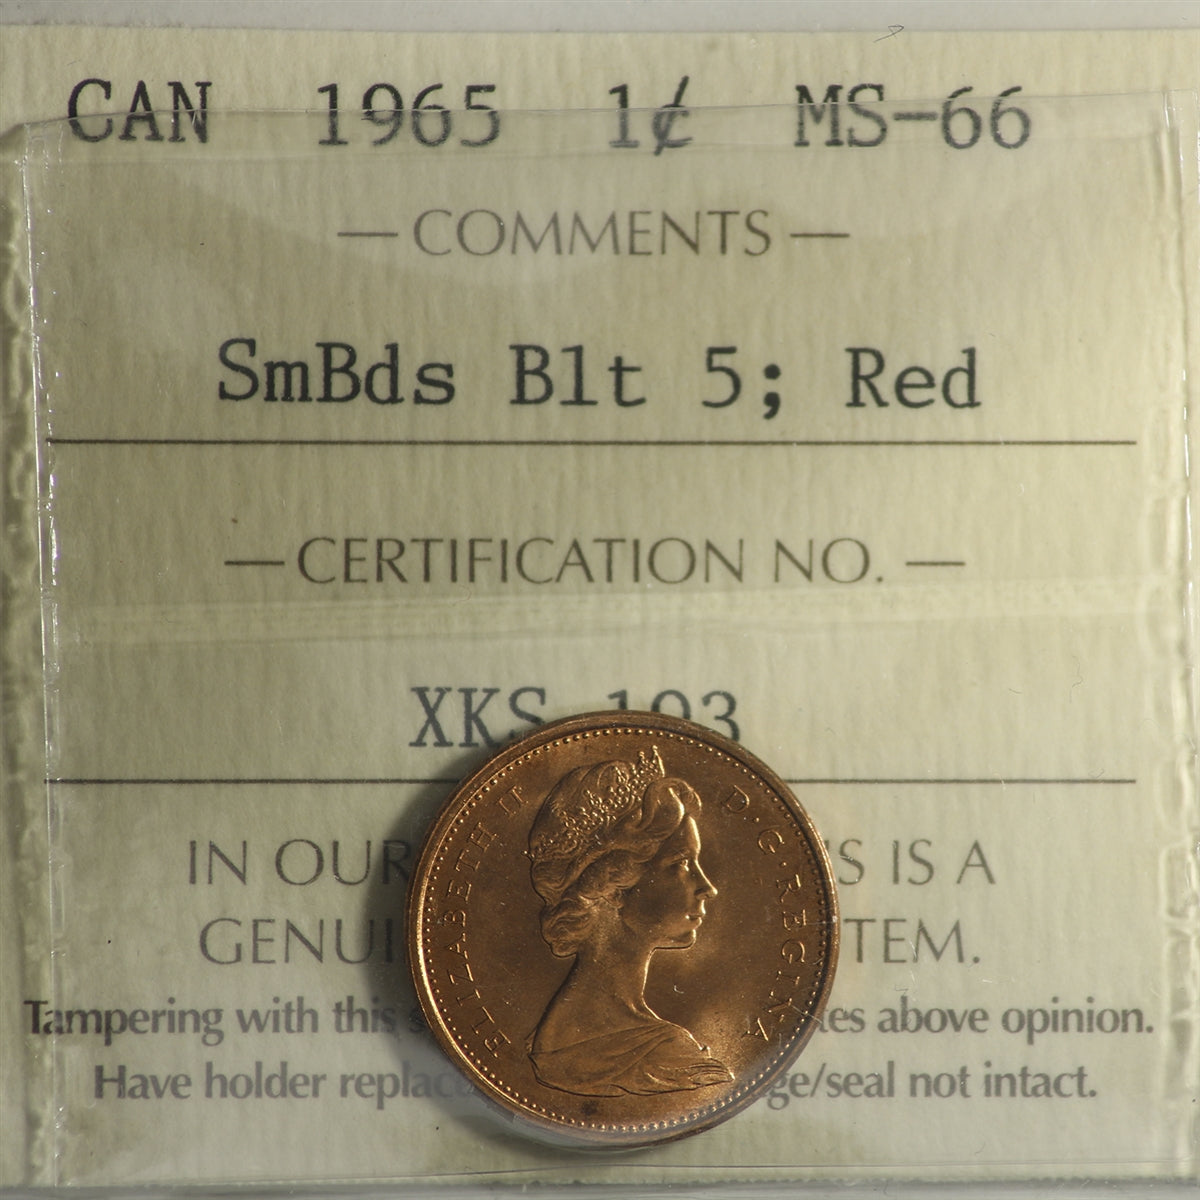 CAN 1965 1¢ MS-66
— COMMENTS —
SmBds Blt 5; Red
— CERTIFICATION NO. —
XKS 193
IN OUR S IS A
GENUI TEM.
Tampering with this s tes above opinion.
Have holder replac ge/seal not intact.
ELIZABETH II D·G·REGINA